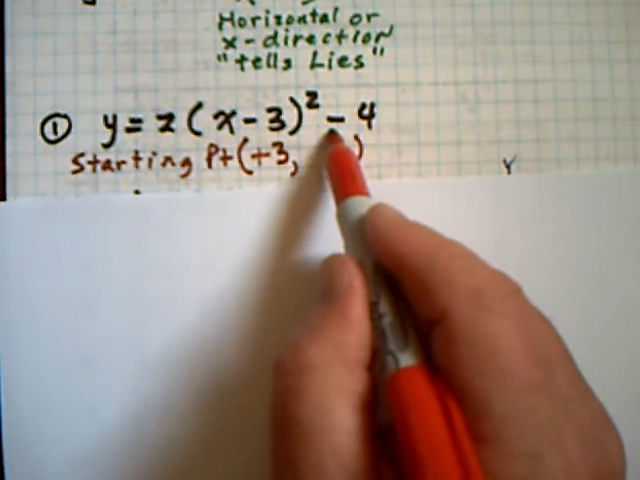 Horizontal or
x-direction
"tells Lies"
① y = 2 (x-3)² - 4
Starting Pt (+3, )
Y